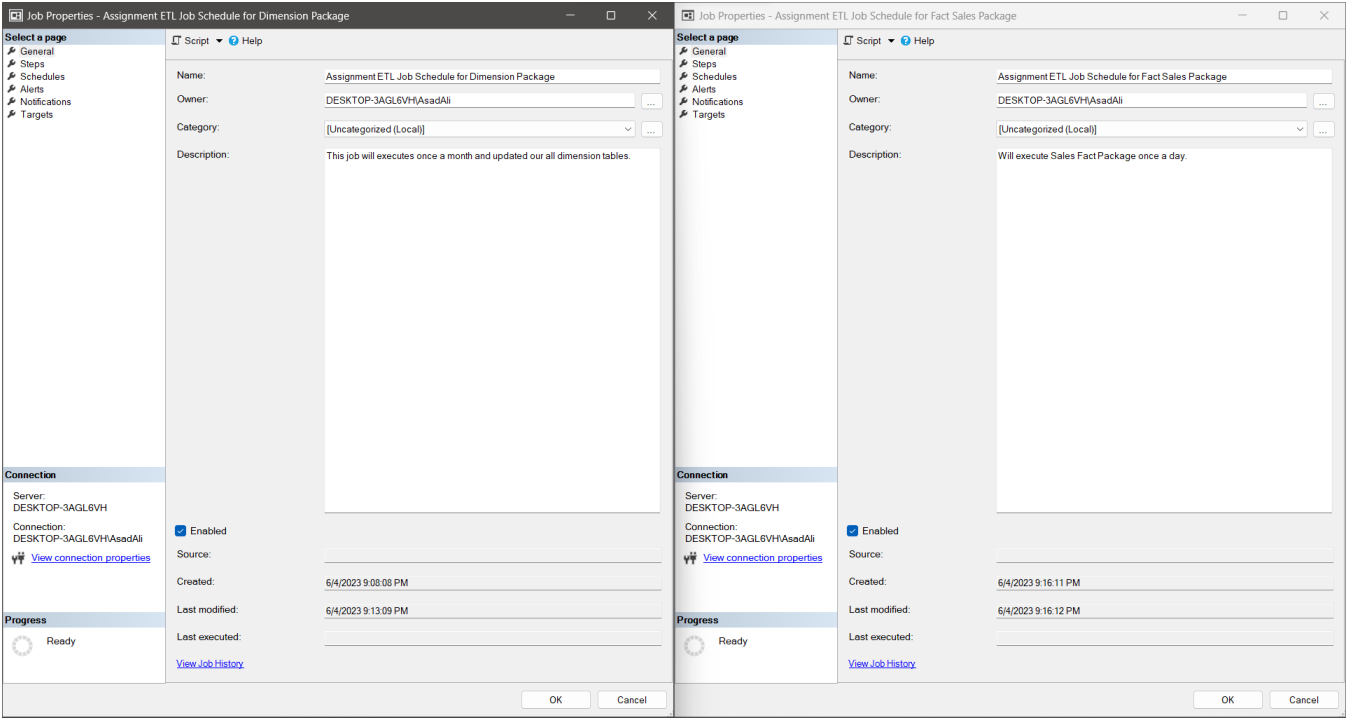 Job Properties - Assignment ETL Job Schedule for Dimension Package
Select a page
General
Steps
Schedules
Alerts
Notifications
Targets
Script
Help
Name:
Assignment ETL Job Schedule for Dimension Package
Owner:
DESKTOP-3AGL6VH\AsadAli
...
Category:
[Uncategorized (Local)]
...
Description:
This job will executes once a month and updated our all dimension tables.
Connection
Server:
DESKTOP-3AGL6VH
Connection:
DESKTOP-3AGL6VH\AsadAli
View connection properties
Progress
Ready
Enabled
Source:
Created:
6/4/2023 9:08:08 PM
Last modified:
6/4/2023 9:13:09 PM
Last executed:
View Job History
OK
Cancel
Job Properties - Assignment ETL Job Schedule for Fact Sales Package
Select a page
General
Steps
Schedules
Alerts
Notifications
Targets
Script
Help
Name:
Assignment ETL Job Schedule for Fact Sales Package
Owner:
DESKTOP-3AGL6VH\AsadAli
...
Category:
[Uncategorized (Local)]
...
Description:
Will execute Sales Fact Package once a day.
Connection
Server:
DESKTOP-3AGL6VH
Connection:
DESKTOP-3AGL6VH\AsadAli
View connection properties
Progress
Ready
Enabled
Source:
Created:
6/4/2023 9:16:11 PM
Last modified:
6/4/2023 9:16:12 PM
Last executed:
View Job History
OK
Cancel